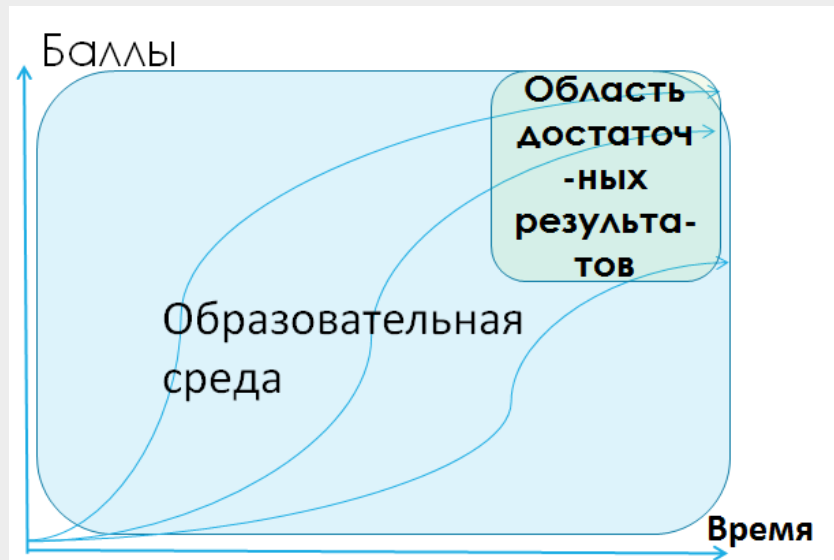 Баллы
Область
достаточ
-ных
результа-
тов
Образовательная
среда
Время